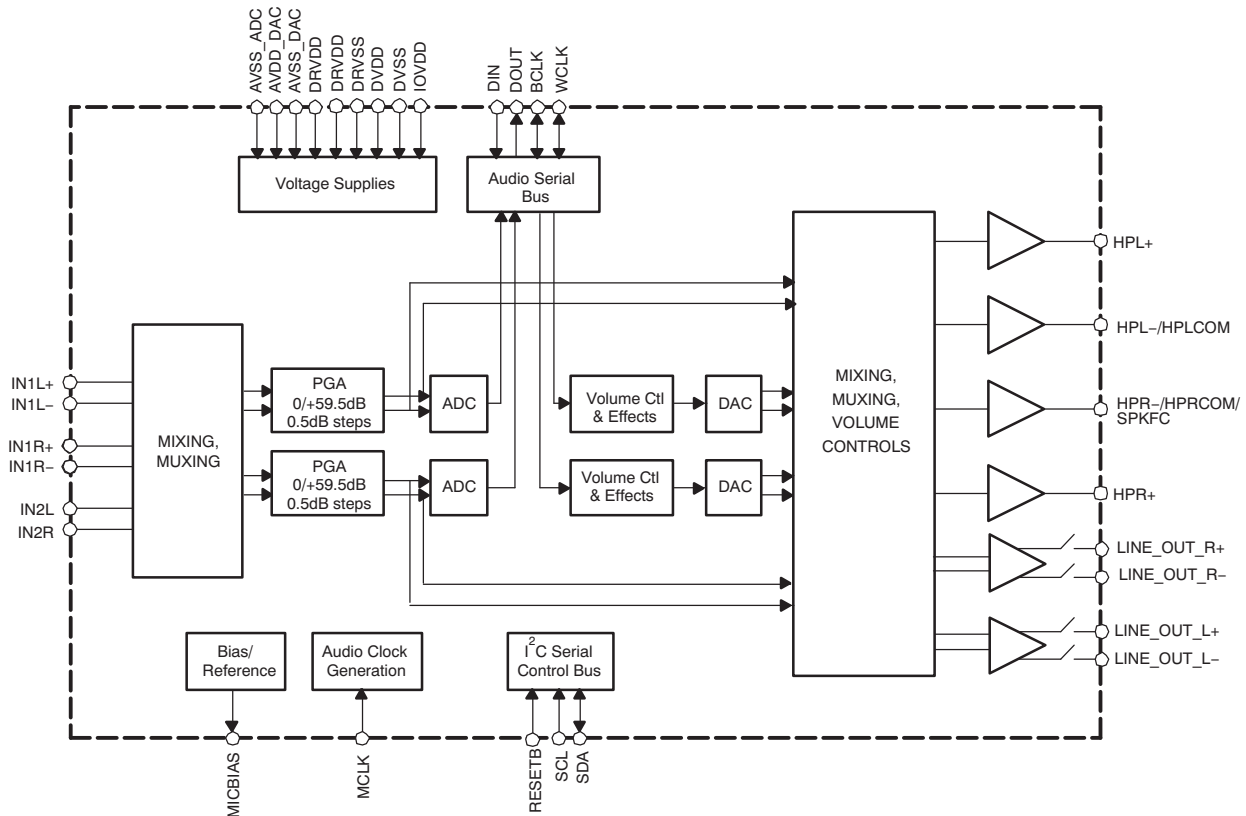 AVSS_ADC
AVDD_DAC
AVSS_DAC
DRVDD
DRVDD
DRVSS
DVDD
DVSS
IOVDD
DIN
DOUT
BCLK
WCLK
Voltage Supplies
Audio Serial
Bus
HPL+
HPL−/HPLCOM
HPR−/HPRCOM/
SPKFC
HPR+
LINE_OUT_R+
LINE_OUT_R−
LINE_OUT_L+
LINE_OUT_L−
IN1L+
IN1L−
IN1R+
IN1R−
IN2L
IN2R
MIXING,
MUXING
PGA
0/+59.5dB
0.5dB steps
ADC
PGA
0/+59.5dB
0.5dB steps
ADC
Volume Ctl
& Effects
DAC
Volume Ctl
& Effects
DAC
MIXING,
MUXING,
VOLUME
CONTROLS
Bias/
Reference
Audio Clock
Generation
I²C Serial
Control Bus
MICBIAS
MCLK
RESETB
SCL
SDA